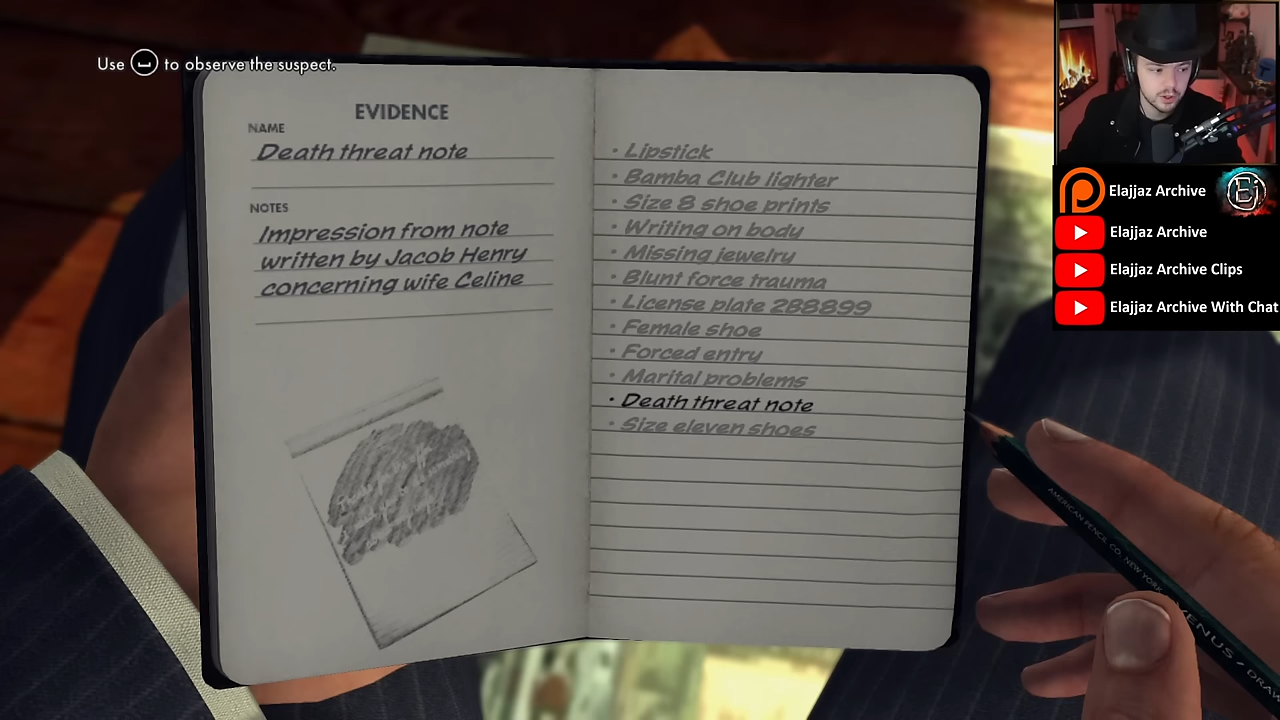 Use to observe the suspect.
EVIDENCE
NAME
Death threat note
NOTES
Impression from note
written by Jacob Henry
concerning wife Celine
• Lipstick
• Bamba Club lighter
• Size 8 shoe prints
• Writing on body
• Missing jewelry
• Blunt force trauma
• License plate 2B8899
• Female shoe
• Forced entry
• Marital problems
• Death threat note
• Size eleven shoes
AMERICAN PENCIL CO. NEW YORK
VENUS
Elajjaz Archive
Ej
Elajjaz Archive
Elajjaz Archive Clips
Elajjaz Archive With Chat